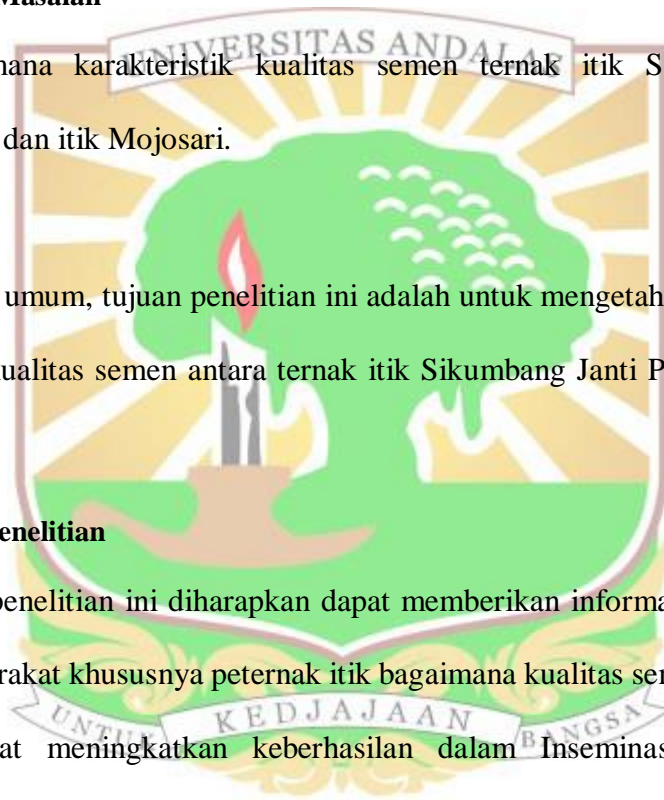 Masalah
UNIVERSITAS ANDALAS
mana karakteristik kualitas semen ternak itik S
dan itik Mojosari.
umum, tujuan penelitian ini adalah untuk mengetah
kualitas semen antara ternak itik Sikumbang Janti P
enelitian
penelitian ini diharapkan dapat memberikan informa
rakat khususnya peternak itik bagaimana kualitas ser
UNTUK KEDJAJAAN BANGSA
at meningkatkan keberhasilan dalam Inseminas